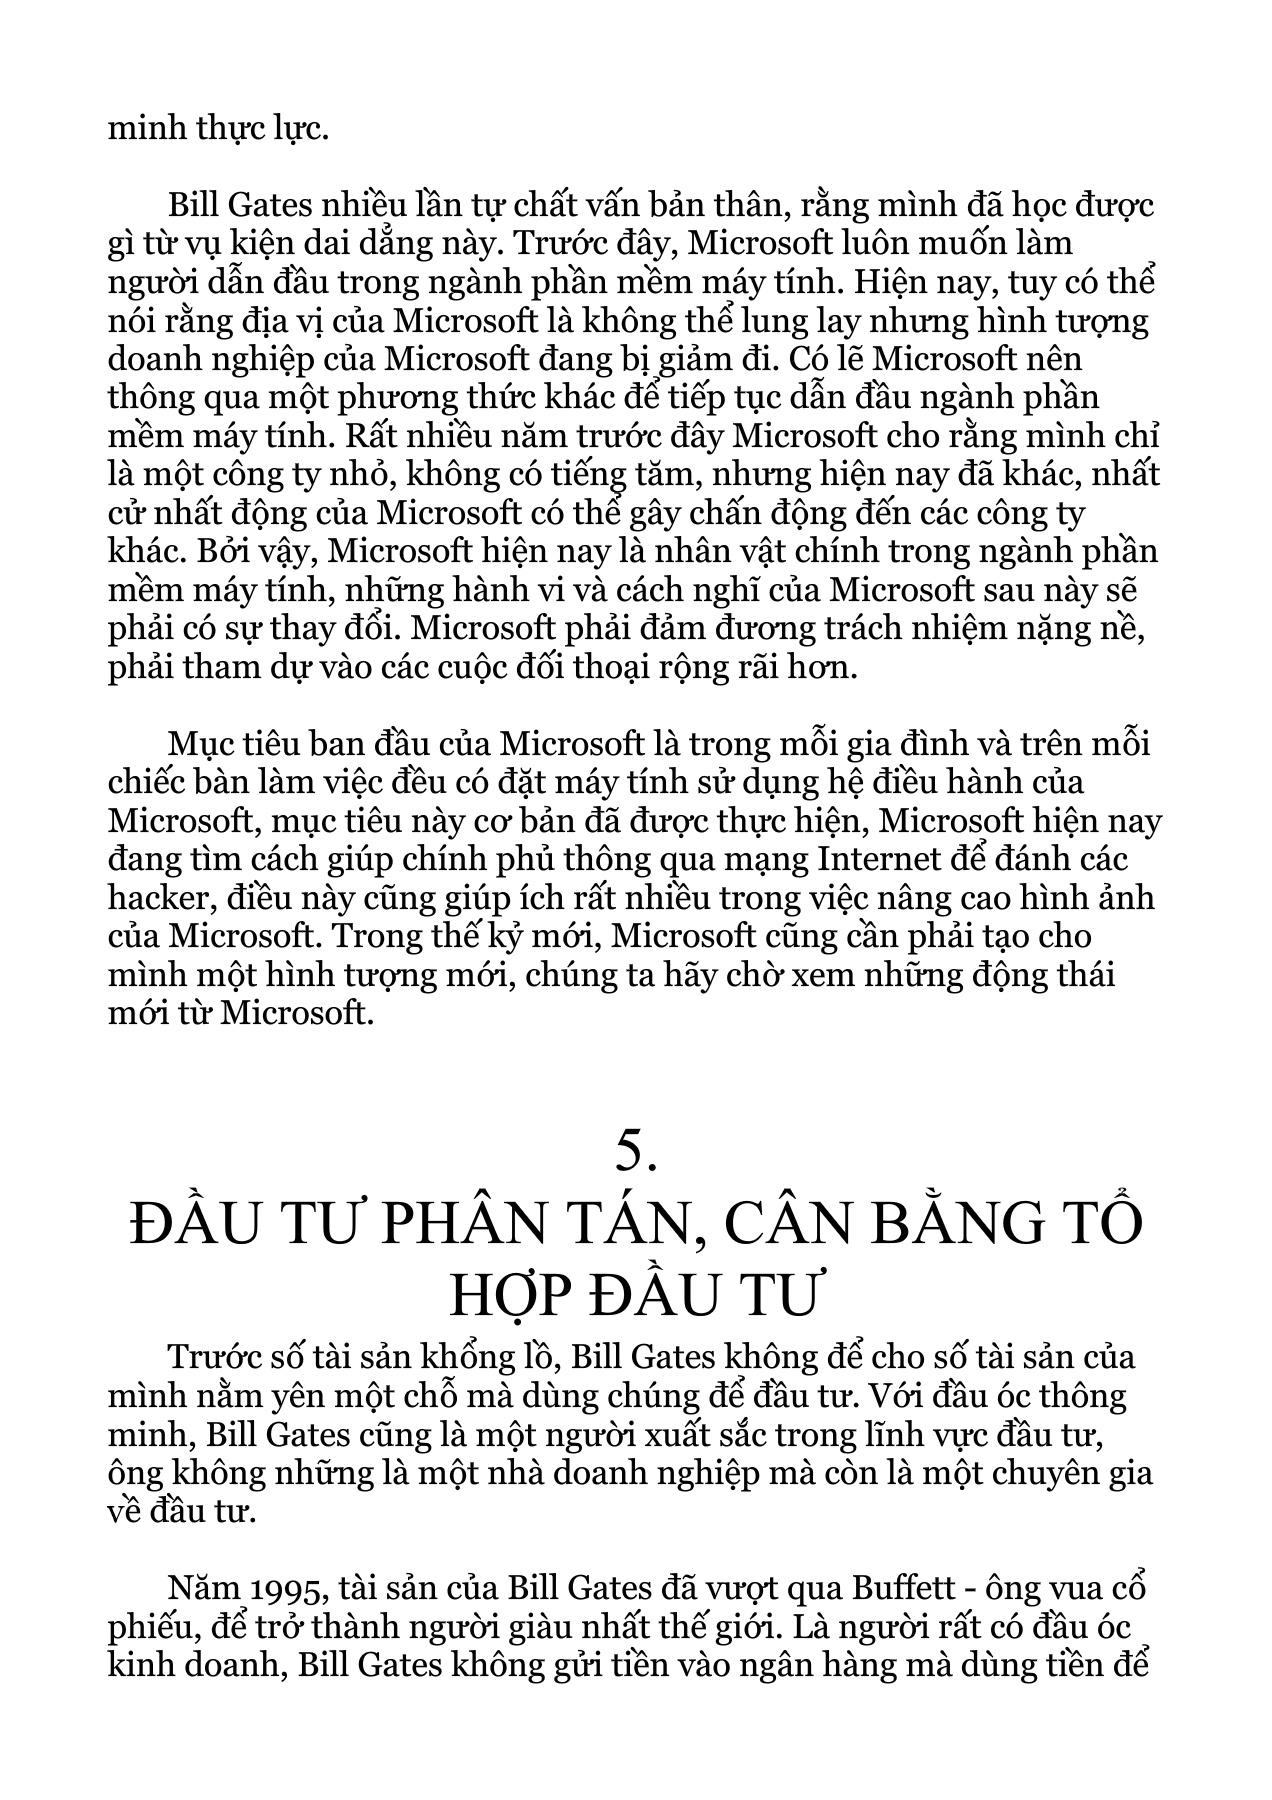 minh thực lực.
Bill Gates nhiều lần tự chất vấn bản thân, rằng mình đã học được
gì từ vụ kiện dai dẳng này. Trước đây, Microsoft luôn muốn làm
người dẫn đầu trong ngành phần mềm máy tính. Hiện nay, tuy có thể
nói rằng địa vị của Microsoft là không thể lung lay nhưng hình tượng
doanh nghiệp của Microsoft đang bị giảm đi. Có lẽ Microsoft nên
thông qua một phương thức khác để tiếp tục dẫn đầu ngành phần
mềm máy tính. Rất nhiều năm trước đây Microsoft cho rằng mình chỉ
là một công ty nhỏ, không có tiếng tăm, nhưng hiện nay đã khác, nhất
cử nhất động của Microsoft có thể gây chấn động đến các công ty
khác. Bởi vậy, Microsoft hiện nay là nhân vật chính trong ngành phần
mềm máy tính, những hành vi và cách nghĩ của Microsoft sau này sẽ
phải có sự thay đổi. Microsoft phải đảm đương trách nhiệm nặng nề,
phải tham dự vào các cuộc đối thoại rộng rãi hơn.
Mục tiêu ban đầu của Microsoft là trong mỗi gia đình và trên mỗi
chiếc bàn làm việc đều có đặt máy tính sử dụng hệ điều hành của
Microsoft, mục tiêu này cơ bản đã được thực hiện, Microsoft hiện nay
đang tìm cách giúp chính phủ thông qua mạng Internet để đánh các
hacker, điều này cũng giúp ích rất nhiều trong việc nâng cao hình ảnh
của Microsoft. Trong thế kỷ mới, Microsoft cũng cần phải tạo cho
mình một hình tượng mới, chúng ta hãy chờ xem những động thái
mới từ Microsoft.
5.
ĐẦU TƯ PHÂN TÁN, CÂN BẰNG TỔ
HỢP ĐẦU TƯ
Trước số tài sản khổng lồ, Bill Gates không để cho số tài sản của
mình nằm yên một chỗ mà dùng chúng để đầu tư. Với đầu óc thông
minh, Bill Gates cũng là một người xuất sắc trong lĩnh vực đầu tư,
ông không những là một nhà doanh nghiệp mà còn là một chuyên gia
về đầu tư.
Năm 1995, tài sản của Bill Gates đã vượt qua Buffett - ông vua cổ
phiếu, để trở thành người giàu nhất thế giới. Là người rất có đầu óc
kinh doanh, Bill Gates không gửi tiền vào ngân hàng mà dùng tiền để